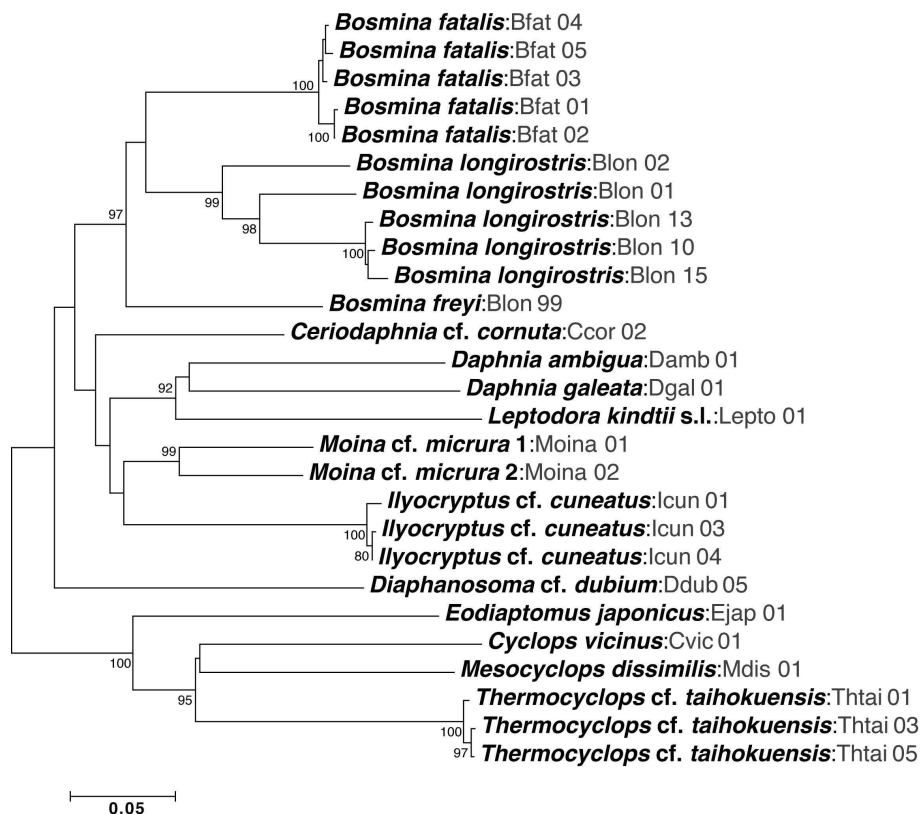 Bosmina fatalis:Bfat 04
Bosmina fatalis:Bfat 05
Bosmina fatalis:Bfat 03
100
Bosmina fatalis:Bfat 01
100
Bosmina fatalis:Bfat 02
Bosmina longirostris:Blon 02
Bosmina longirostris:Blon 01
99
97
Bosmina longirostris:Blon 13
98
Bosmina longirostris:Blon 10
100
Bosmina longirostris:Blon 15
Bosmina freyi:Blon 99
Ceriodaphnia cf. cornuta:Ccor 02
Daphnia ambigua:Damb 01
92
Daphnia galeata:Dgal 01
Leptodora kindtii s.l.:Lepto 01
Moina cf. micrura 1:Moina 01
99
Moina cf. micrura 2:Moina 02
Ilyocryptus cf. cuneatus:Icun 01
Ilyocryptus cf. cuneatus:Icun 03
100
80
Ilyocryptus cf. cuneatus:Icun 04
Diaphanosoma cf. dubium:Ddub 05
Eodiaptomus japonicus:Ejap 01
Cyclops vicinus:Cvic 01
100
Mesocyclops dissimilis:Mdis 01
95
Thermocyclops cf. taihokuensis:Thtai 01
Thermocyclops cf. taihokuensis:Thtai 03
100
97
Thermocyclops cf. taihokuensis:Thtai 05
0.05